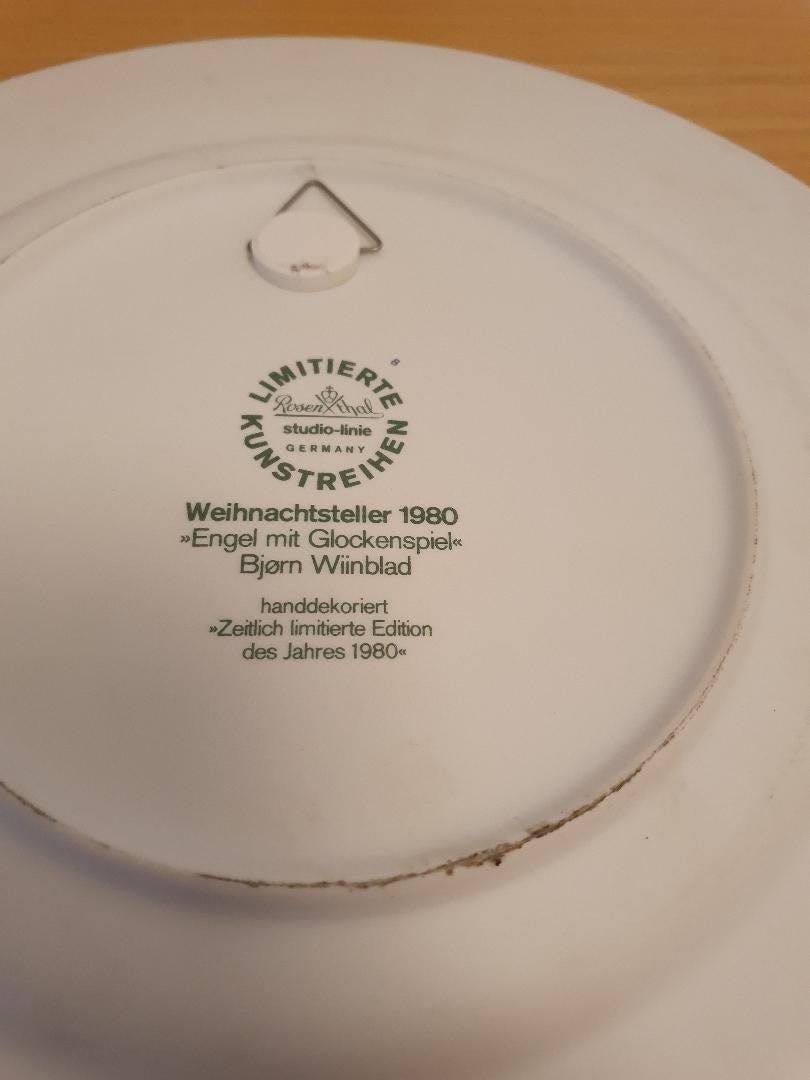 LIMITIERTE
Rosenthal
studio-linie
GERMANY
KUNSTREIHEN
Weihnachtsteller 1980
»Engel mit Glockenspiel«
Bjørn Wiinblad
handdekoriert
»Zeitlich limitierte Edition
des Jahres 1980«